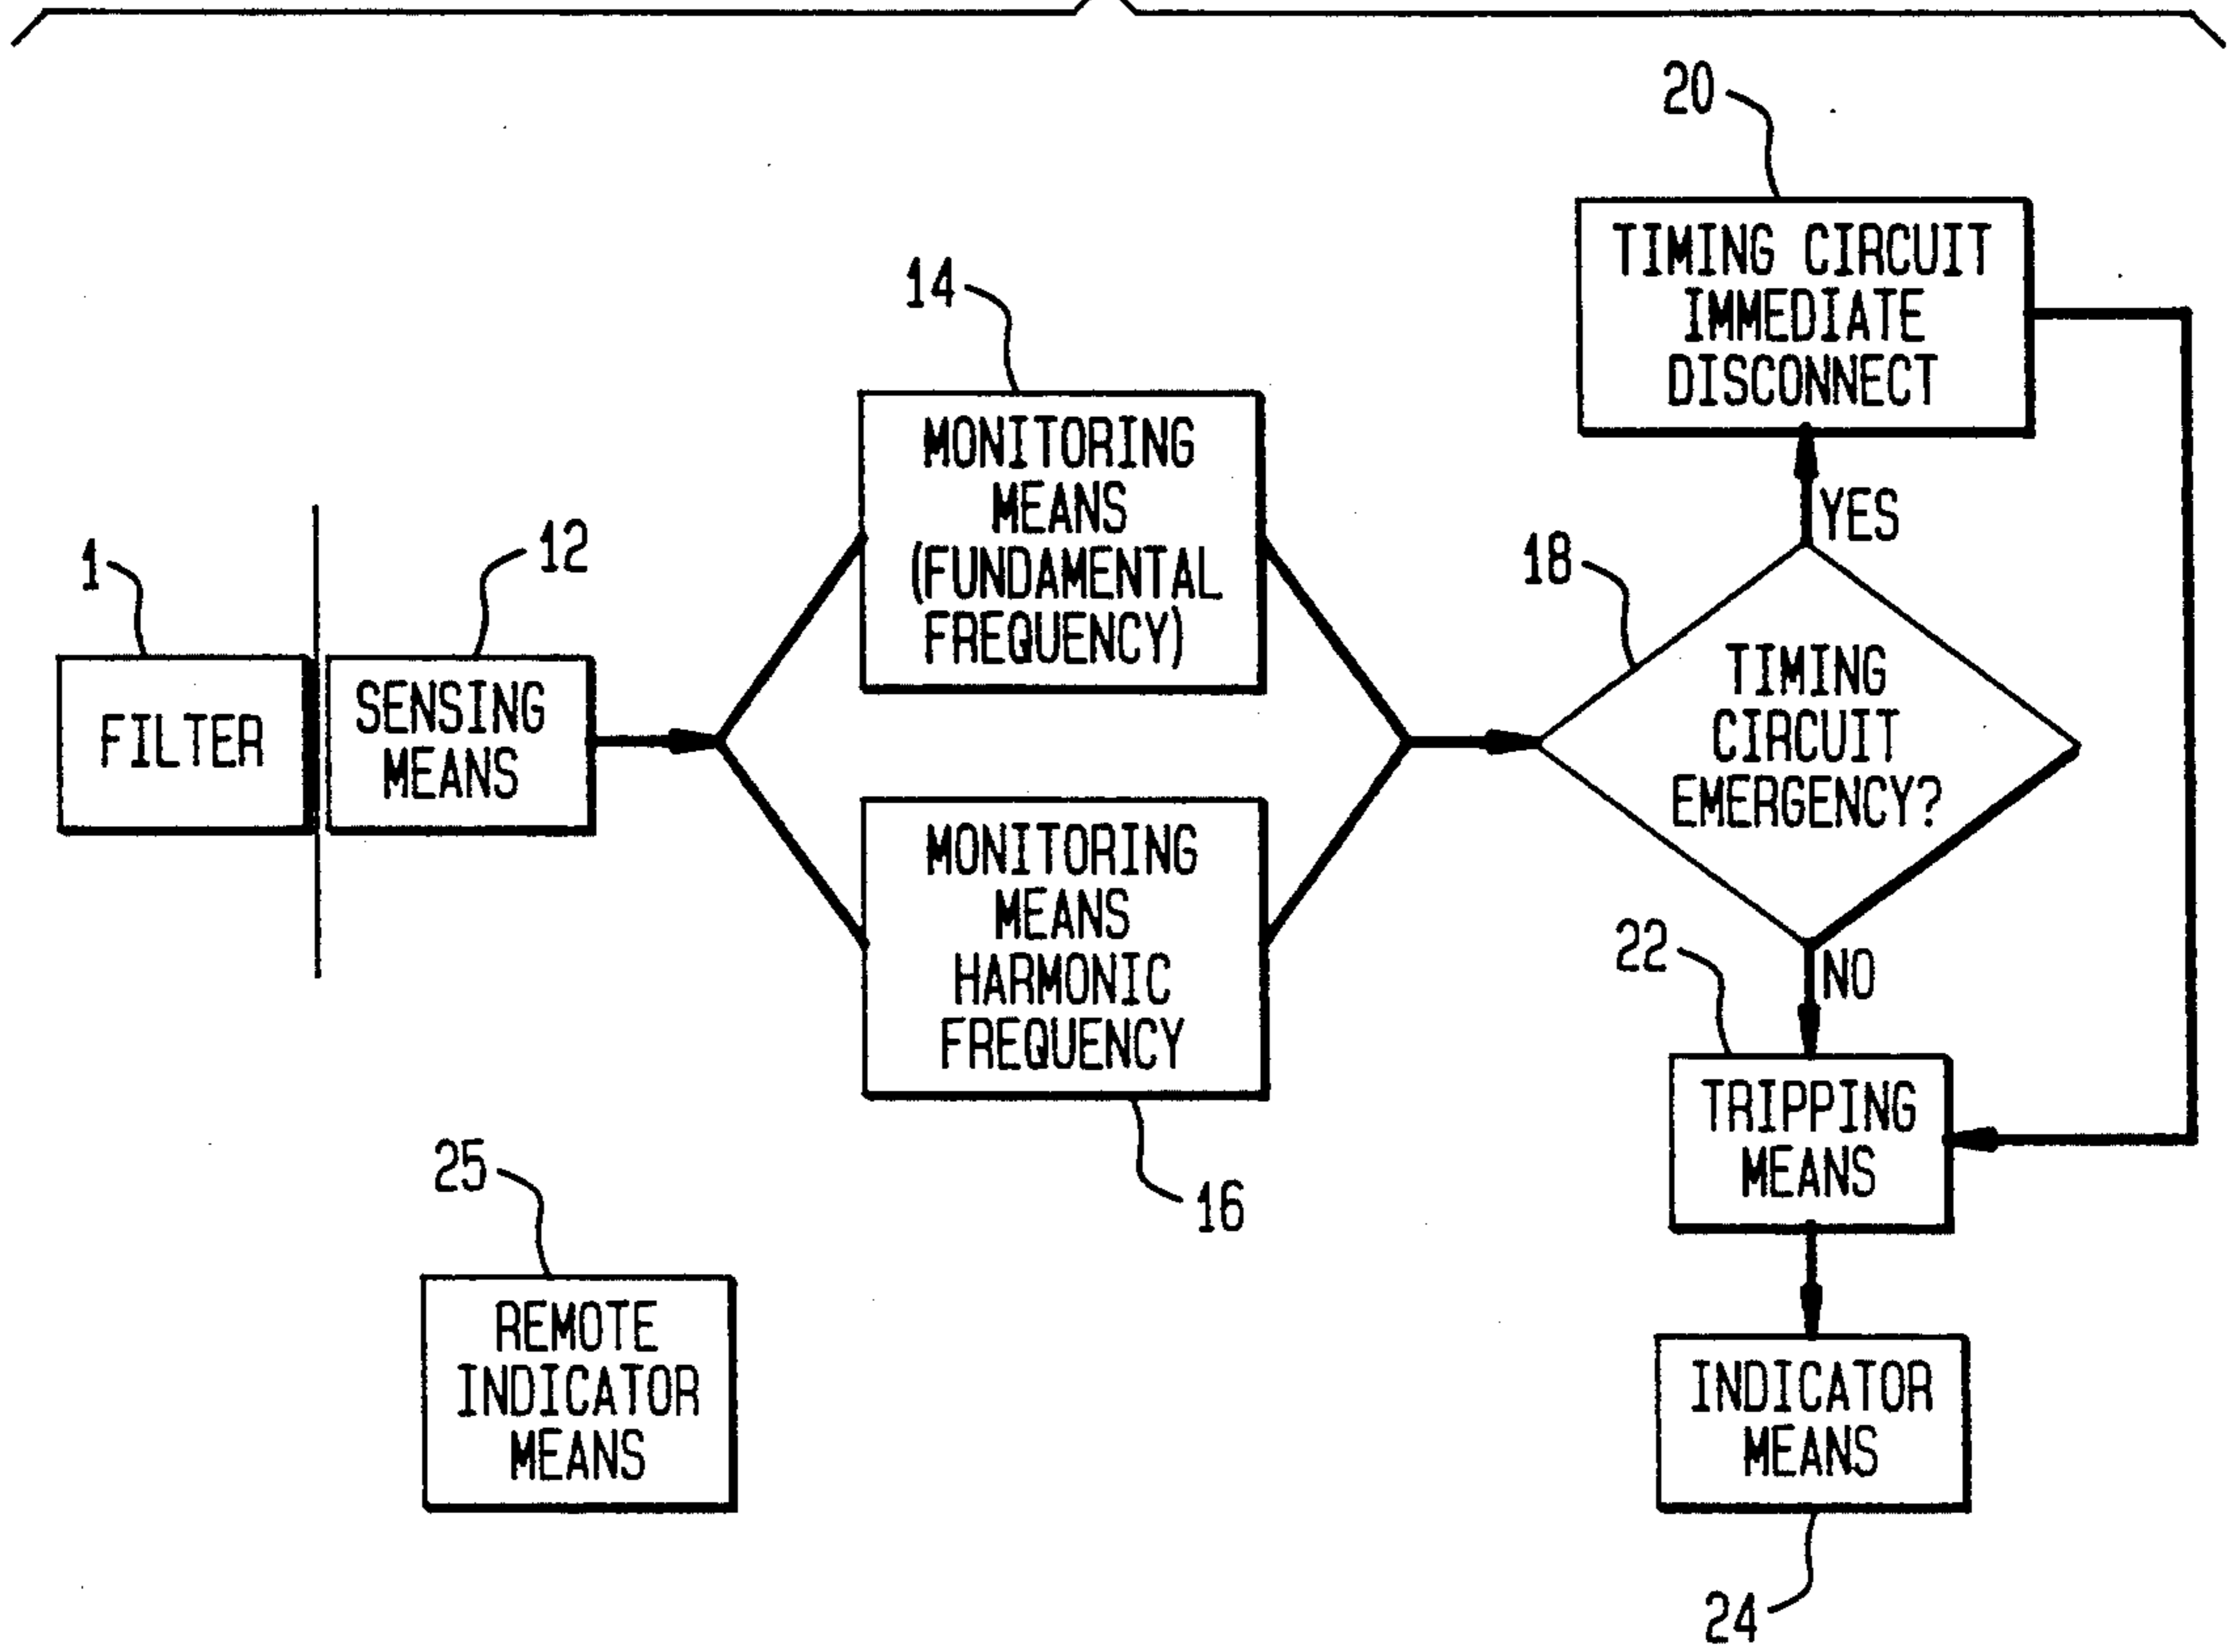 20
TIMING CIRCUIT
IMMEDIATE
DISCONNECT
14
MONITORING
MEANS
(FUNDAMENTAL
FREQUENCY)
YES
1
12
18
FILTER
SENSING
MEANS
TIMING
CIRCUIT
EMERGENCY?
MONITORING
MEANS
HARMONIC
FREQUENCY
16
NO
22
TRIPPING
MEANS
25
REMOTE
INDICATOR
MEANS
INDICATOR
MEANS
24